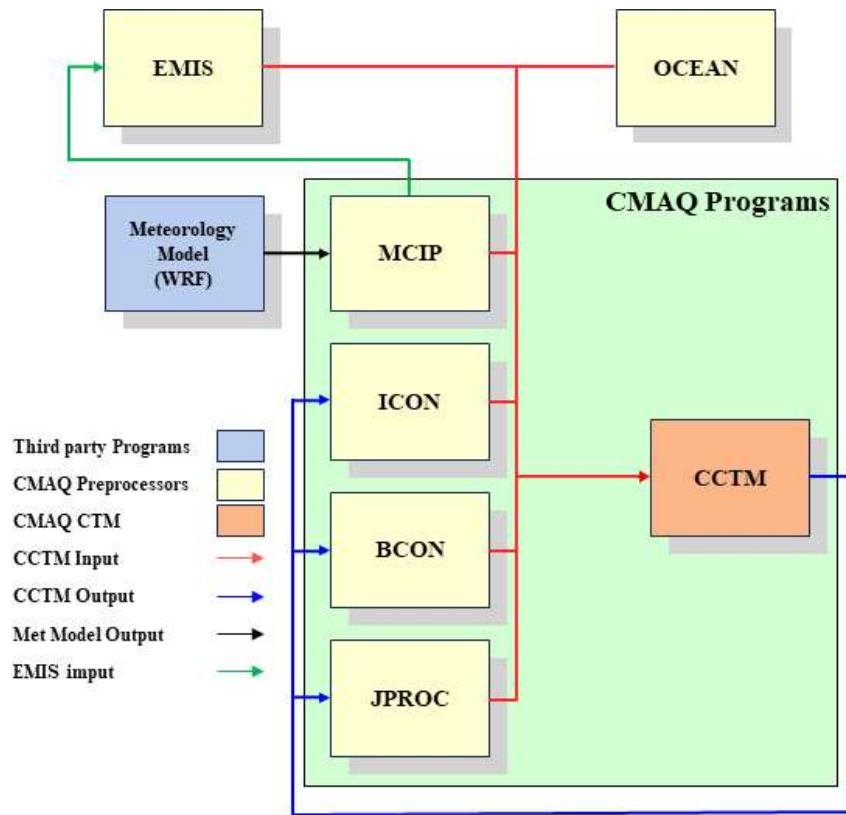 EMIS
OCEAN
CMAQ Programs
Meteorology
Model
(WRF)
MCIP
ICON
CCTM
BCON
JPROC
Third party Programs
CMAQ Preprocessors
CMAQ CTM
CCTM Input
CCTM Output
Met Model Output
EMIS imput